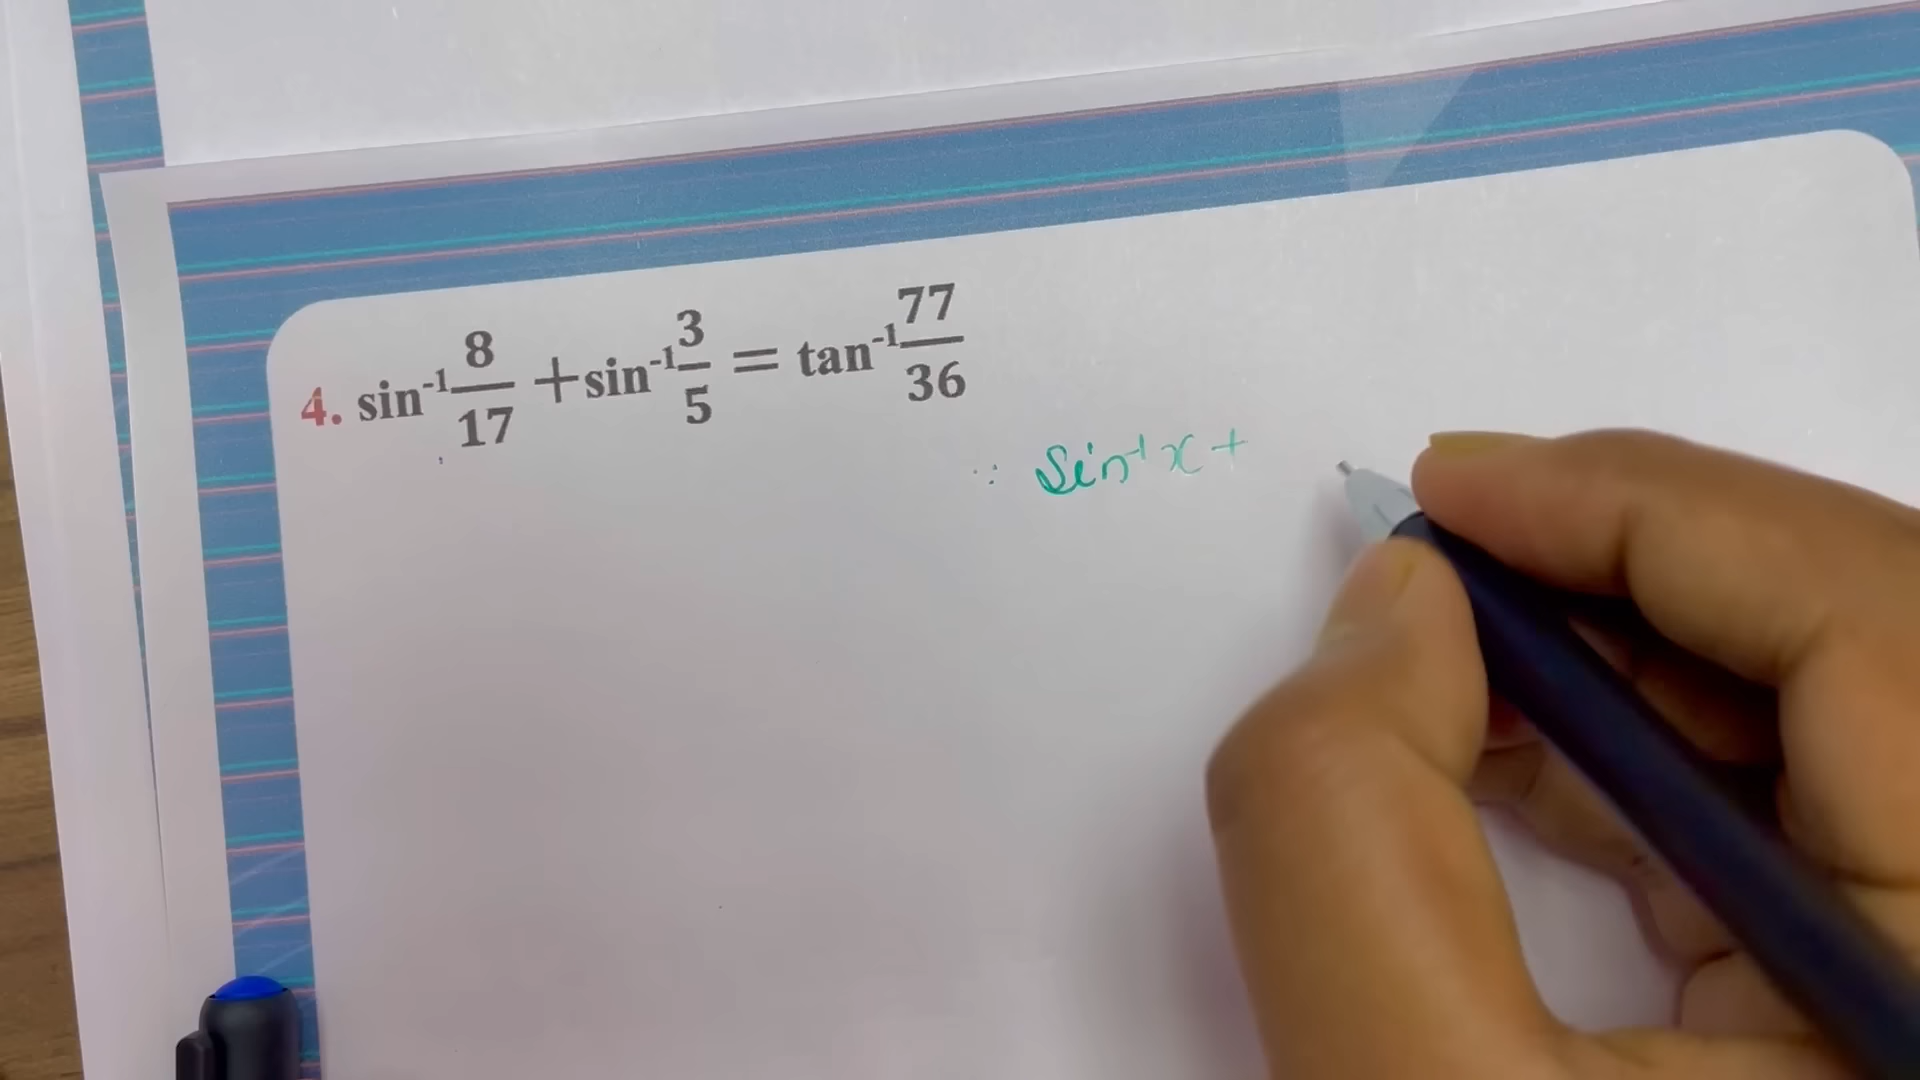 4. sin⁻¹ 8/17 + sin⁻¹ 3/5 = tan⁻¹ 77/36
∵ Sin⁻¹ x +